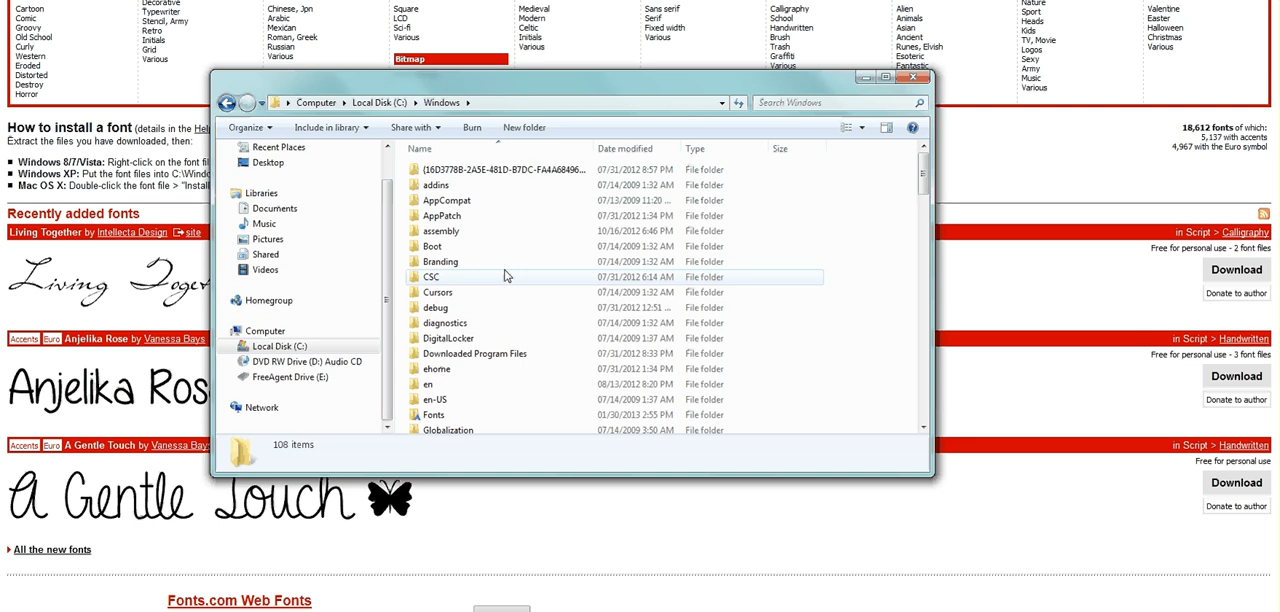 Cartoon
Comic
Groovy
Old School
Curly
Western
Eroded
Distorted
Destroy
Horror
Decorative
Typewriter
Stencil, Army
Retro
Initials
Grid
Various
Chinese, Jpn
Arabic
Mexican
Roman, Greek
Russian
Various
Square
LCD
Sci-fi
Various
Bitmap
Medieval
Modern
Celtic
Initials
Various
Sans serif
Serif
Fixed width
Various
Calligraphy
School
Handwritten
Brush
Trash
Graffiti
Various
Alien
Animals
Asian
Ancient
Runes, Elvish
Esoteric
Fantastic
Nature
Sport
Heads
Kids
TV, Movie
Logos
Sexy
Army
Music
Various
Valentine
Easter
Halloween
Christmas
Various
How to install a font (details in the Hel
Extract the files you have downloaded, then:
Windows 8/7/Vista: Right-click on the font fil
Windows XP: Put the font files into C:\Windo
Mac OS X: Double-click the font file > "Instal
18,612 fonts of which:
5,137 with accents
4,967 with the Euro symbol
Recently added fonts
Living Together by Intellecta Design site
in Script > Calligraphy
Free for personal use - 2 font files
Living Toget
Download
Donate to author
Accents Euro Anjelika Rose by Vanessa Bays
in Script > Handwritten
Free for personal use - 3 font files
Anjelika Ros
Download
Donate to author
Accents Euro A Gentle Touch by Vanessa Bays
in Script > Handwritten
Free for personal use
A Gentle Touch
Download
Donate to author
All the new fonts
Fonts.com Web Fonts
Computer Local Disk (C:) Windows
Search Windows
Organize Include in library Share with Burn New folder
Recent Places
Desktop
Libraries
Documents
Music
Pictures
Shared
Videos
Homegroup
Computer
Local Disk (C:)
DVD RW Drive (D:) Audio CD
FreeAgent Drive (E:)
Network
Name Date modified Type Size
{16D3778B-2A5E-481D-B7DC-FA4A68496... 07/31/2012 8:57 PM File folder
addins 07/14/2009 1:32 AM File folder
AppCompat 07/13/2009 11:20 ... File folder
AppPatch 07/31/2012 1:34 PM File folder
assembly 10/16/2012 6:46 PM File folder
Boot 07/14/2009 1:32 AM File folder
Branding 07/14/2009 1:32 AM File folder
CSC 07/31/2012 6:14 AM File folder
Cursors 07/14/2009 1:32 AM File folder
debug 07/31/2012 12:51 ... File folder
diagnostics 07/14/2009 1:32 AM File folder
DigitalLocker 07/14/2009 1:37 AM File folder
Downloaded Program Files 07/31/2012 8:33 PM File folder
ehome 07/31/2012 1:34 PM File folder
en 08/13/2012 8:20 PM File folder
en-US 07/14/2009 1:37 AM File folder
Fonts 01/30/2013 2:55 PM File folder
Globalization 07/14/2009 3:50 AM File folder
108 items